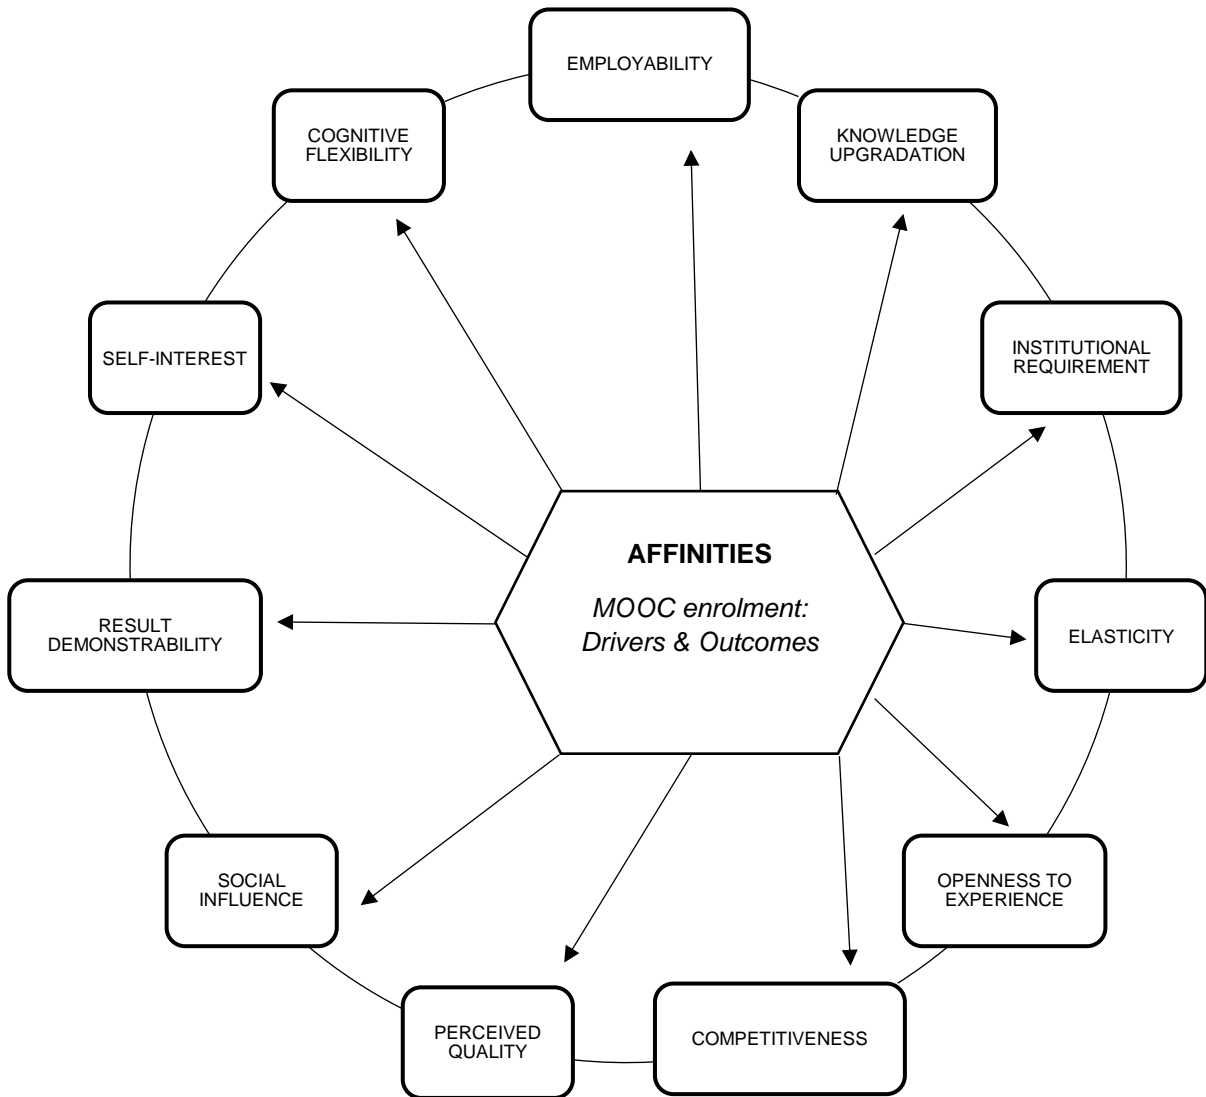 EMPLOYABILITY
COGNITIVE
FLEXIBILITY
KNOWLEDGE
UPGRADATION
SELF-INTEREST
INSTITUTIONAL
REQUIREMENT
AFFINITIES
MOOC enrolment:
Drivers & Outcomes
RESULT
DEMONSTRABILITY
ELASTICITY
SOCIAL
INFLUENCE
OPENNESS TO
EXPERIENCE
PERCEIVED
QUALITY
COMPETITIVENESS